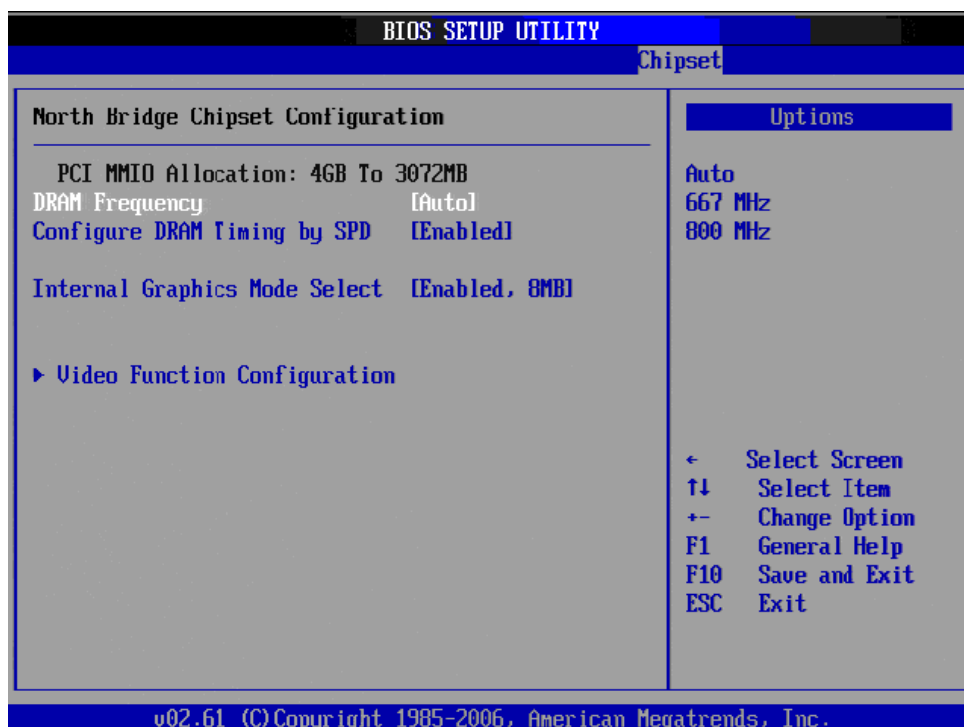 BIOS SETUP UTILITY
Chipset
North Bridge Chipset Configuration
PCI MMIO Allocation: 4GB To 3072MB
DRAM Frequency [Auto]
Configure DRAM Timing by SPD [Enabled]
Internal Graphics Mode Select [Enabled, 8MB]
▶ Video Function Configuration
Options
Auto
667 MHz
800 MHz
← Select Screen
↑↓ Select Item
+- Change Option
F1 General Help
F10 Save and Exit
ESC Exit
v02.61 (C)Copyright 1985-2006, American Megatrends, Inc.